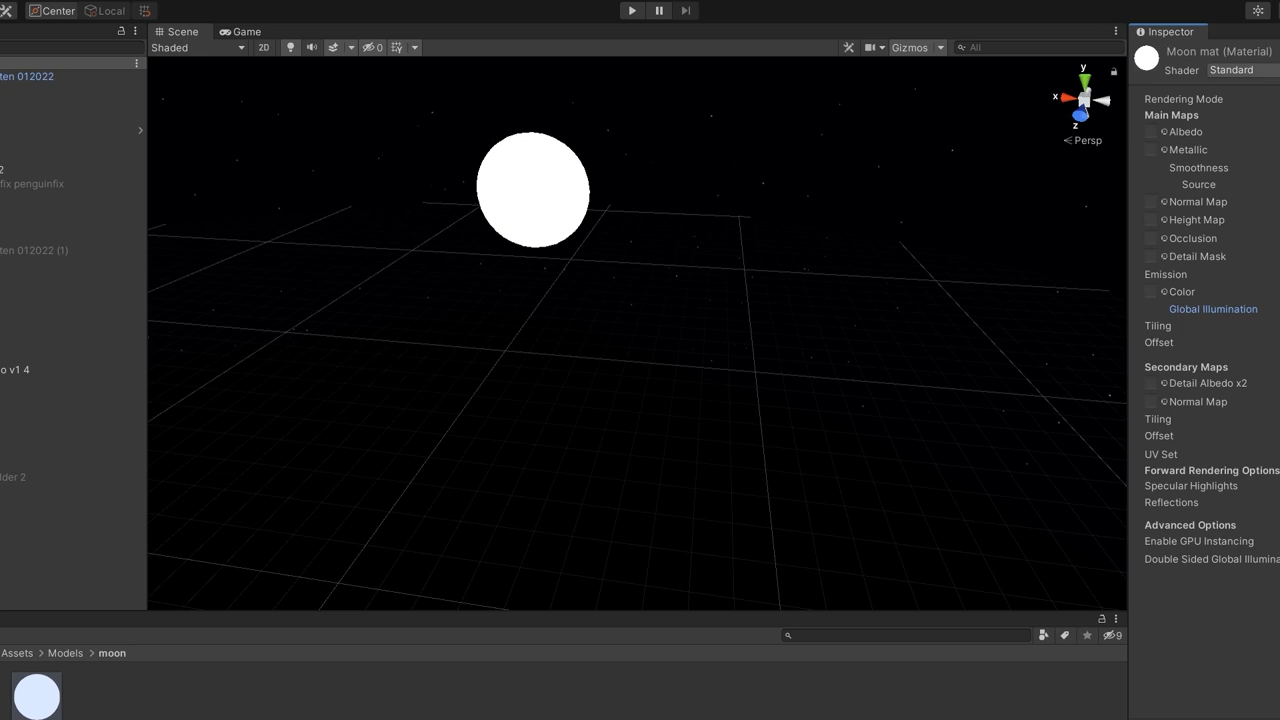 Center Local
Scene Game
Shaded 2D 0 Gizmos All
ten 012022
2
fix penguinfix
ten 012022 (1)
o v1 4
lder 2
y
x
z
Persp
Inspector
Moon mat (Material)
Shader Standard
Rendering Mode
Main Maps
Albedo
Metallic
Smoothness
Source
Normal Map
Height Map
Occlusion
Detail Mask
Emission
Color
Global Illumination
Tiling
Offset
Secondary Maps
Detail Albedo x2
Normal Map
Tiling
Offset
UV Set
Forward Rendering Options
Specular Highlights
Reflections
Advanced Options
Enable GPU Instancing
Double Sided Global Illumina
9
Assets > Models > moon